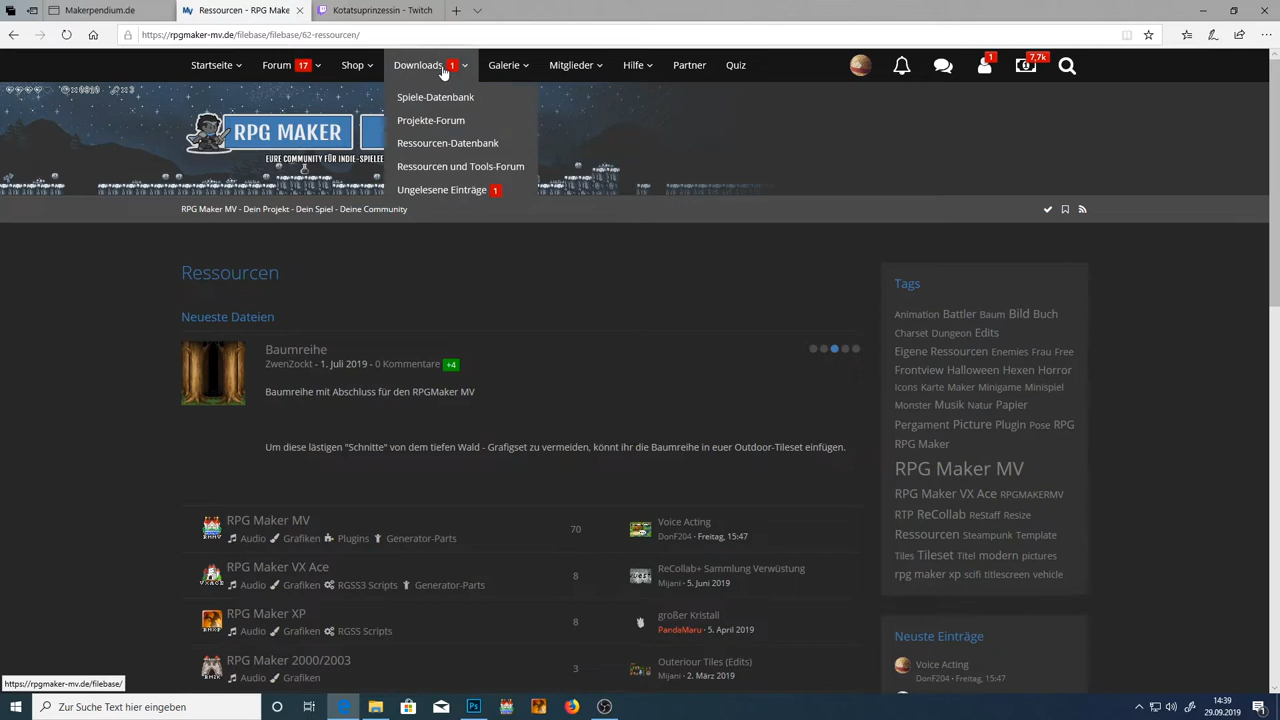 Makerpendium.de
Ressourcen - RPG Make
Kotatsuprinzessin - Twitch
https://rpgmaker-mv.de/filebase/62-ressourcen/
Startseite
Forum 17
Shop
Downloads 1
Galerie
Mitglieder
Hilfe
Partner
Quiz
1
7,7k
Spiele-Datenbank
Projekte-Forum
Ressourcen-Datenbank
Ressourcen und Tools-Forum
Ungelesene Einträge 1
RPG MAKER
EURE COMMUNITY FÜR INDIE-SPIELEE
RPG Maker MV - Dein Projekt - Dein Spiel - Deine Community
Ressourcen
Neueste Dateien
Baumreihe
ZwenZockt - 1. Juli 2019 - 0 Kommentare +4
Baumreihe mit Abschluss für den RPGMaker MV
Um diese lästigen "Schnitte" von dem tiefen Wald - Grafigset zu vermeiden, könnt ihr die Baumreihe in euer Outdoor-Tileset einfügen.
RPG Maker MV
Audio Grafiken Plugins Generator-Parts
70
Voice Acting
DonF204 · Freitag, 15:47
RPG Maker VX Ace
Audio Grafiken RGSS3 Scripts Generator-Parts
8
ReCollab+ Sammlung Verwüstung
Mijani · 5. Juni 2019
RPG Maker XP
Audio Grafiken RGSS Scripts
8
großer Kristall
PandaMaru · 5. April 2019
RPG Maker 2000/2003
Audio Grafiken
3
Outeriour Tiles (Edits)
Mijani · 2. März 2019
Tags
Animation Battler Baum Bild Buch
Charset Dungeon Edits
Eigene Ressourcen Enemies Frau Free
Frontview Halloween Hexen Horror
Icons Karte Maker Minigame Minispiel
Monster Musik Natur Papier
Pergament Picture Plugin Pose RPG
RPG Maker
RPG Maker MV
RPG Maker VX Ace RPGMAKERMV
RTP ReCollab ReStaff Resize
Ressourcen Steampunk Template
Tiles Tileset Titel modern pictures
rpg maker xp scifi titlescreen vehicle
Neuste Einträge
Voice Acting
DonF204 · Freitag, 15:47
https://rpgmaker-mv.de/filebase/
Zur Suche Text hier eingeben
14:39
29.09.2019